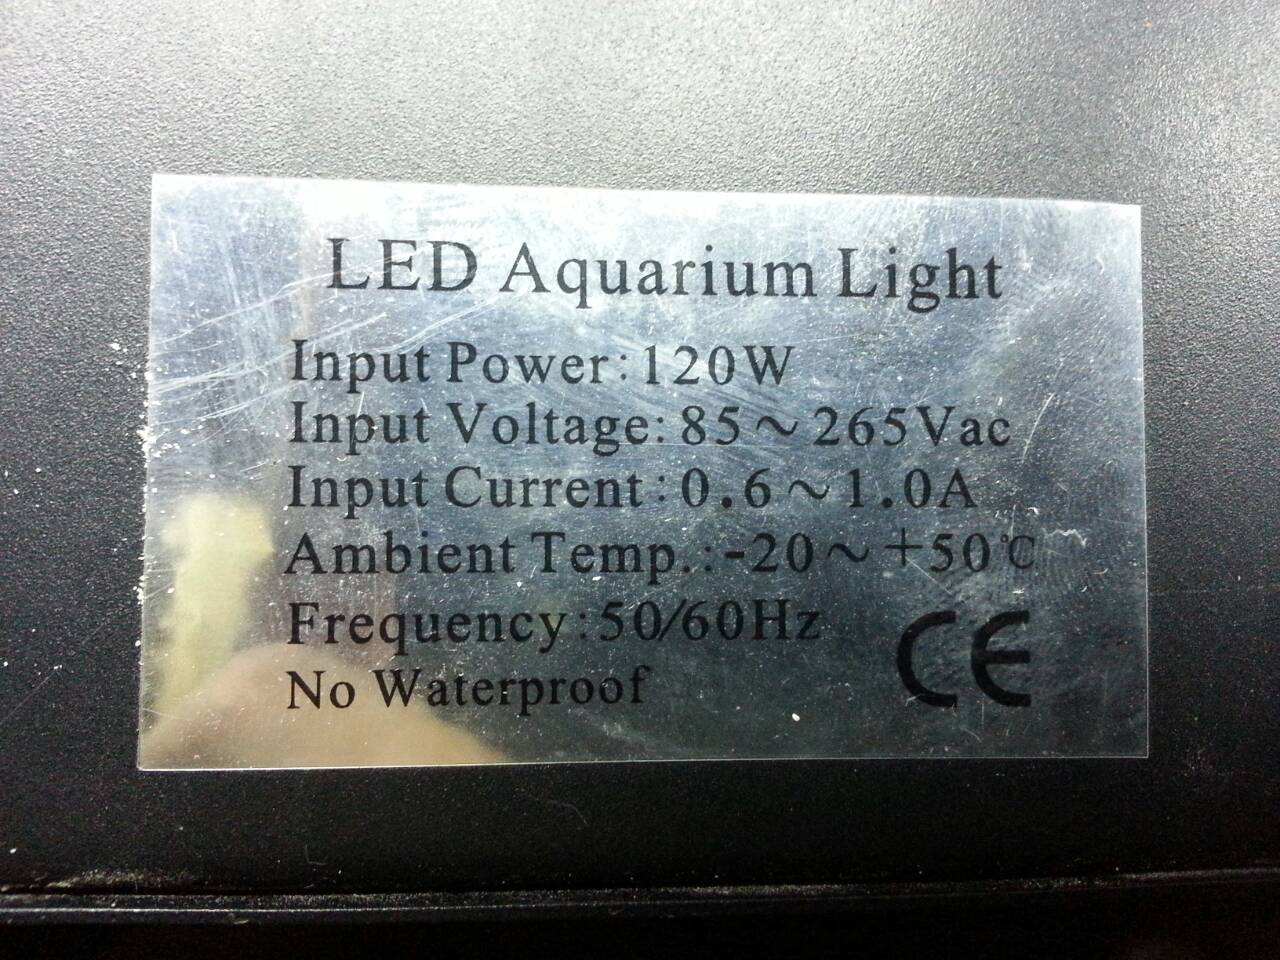 LED Aquarium Light
Input Power:120W
Input Voltage:85～265Vac
Input Current:0.6～1.0A
Ambient Temp.:-20～+50℃
Frequency:50/60Hz
No Waterproof
CE